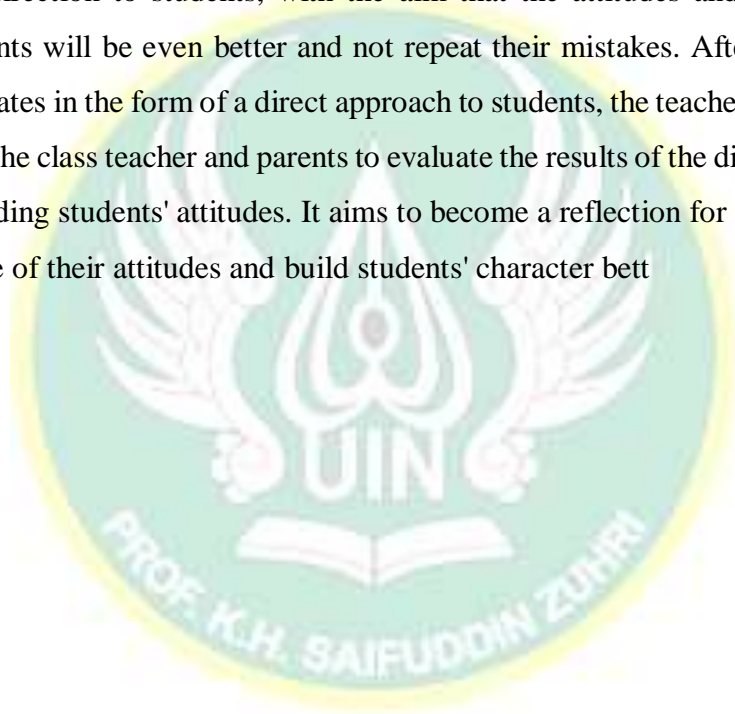 direction to students, with the aim that the attitudes and
nts will be even better and not repeat their mistakes. Afte
ates in the form of a direct approach to students, the teache
he class teacher and parents to evaluate the results of the di
ding students' attitudes. It aims to become a reflection for
e of their attitudes and build students' character bett
UIN
PROF. K.H. SAIFUDDIN ZUHRI